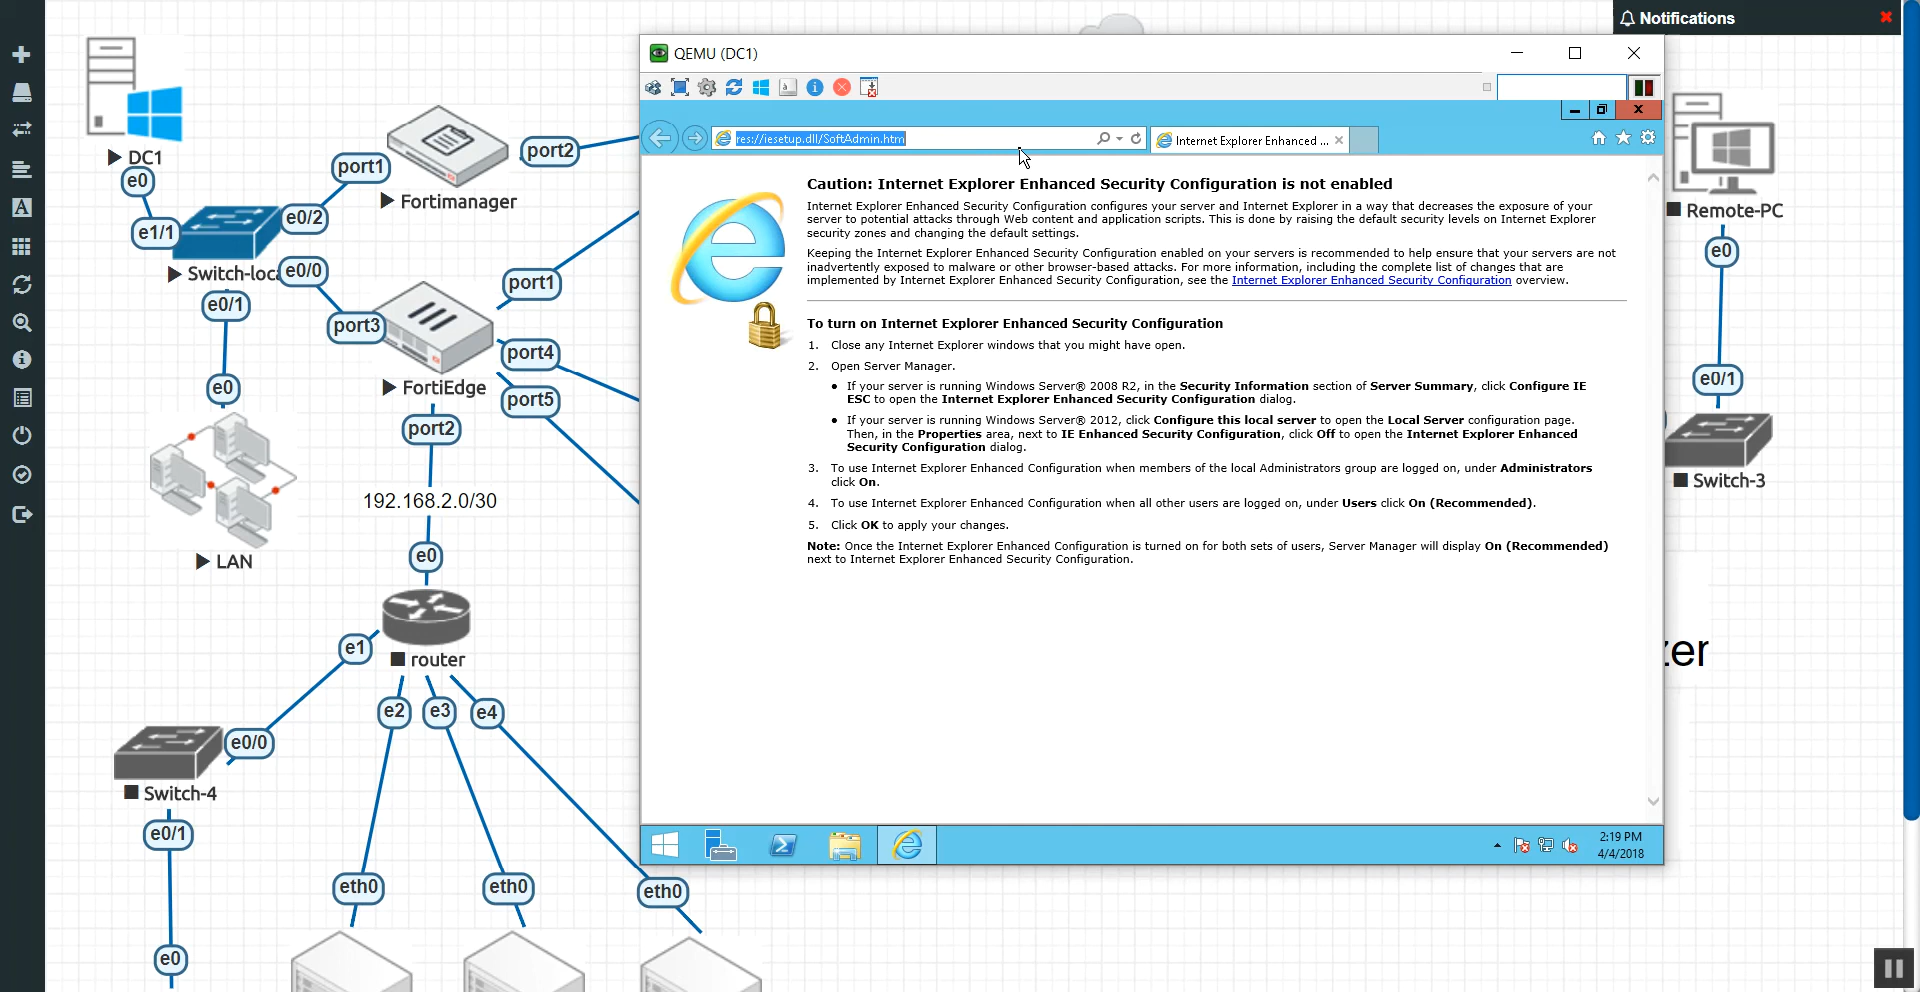 Notifications
QEMU (DC1)
res://iesetup.dll/SoftAdmin.htm
Internet Explorer Enhanced ...
Caution: Internet Explorer Enhanced Security Configuration is not enabled
Internet Explorer Enhanced Security Configuration configures your server and Internet Explorer in a way that decreases the exposure of your
server to potential attacks through Web content and application scripts. This is done by raising the default security levels on Internet Explorer
security zones and changing the default settings.
Keeping the Internet Explorer Enhanced Security Configuration enabled on your servers is recommended to help ensure that your servers are not
inadvertently exposed to malware or other browser-based attacks. For more information, including the complete list of changes that are
implemented by Internet Explorer Enhanced Security Configuration, see the Internet Explorer Enhanced Security Configuration overview.
To turn on Internet Explorer Enhanced Security Configuration
1. Close any Internet Explorer windows that you might have open.
2. Open Server Manager.
• If your server is running Windows Server® 2008 R2, in the Security Information section of Server Summary, click Configure IE
ESC to open the Internet Explorer Enhanced Security Configuration dialog.
• If your server is running Windows Server® 2012, click Configure this local server to open the Local Server configuration page.
Then, in the Properties area, next to IE Enhanced Security Configuration, click Off to open the Internet Explorer Enhanced
Security Configuration dialog.
3. To use Internet Explorer Enhanced Configuration when members of the local Administrators group are logged on, under Administrators
click On.
4. To use Internet Explorer Enhanced Configuration when all other users are logged on, under Users click On (Recommended).
5. Click OK to apply your changes.
Note: Once the Internet Explorer Enhanced Configuration is turned on for both sets of users, Server Manager will display On (Recommended)
next to Internet Explorer Enhanced Security Configuration.
2:19 PM
4/4/2018
DC1
e0
e1/1
port1
port2
Fortimanager
e0/2
Switch-loc
e0/0
e0/1
port1
port3
port4
FortiEdge
port5
e0
port2
192.168.2.0/30
LAN
e0
e1
router
e2
e3
e4
e0/0
Switch-4
e0/1
eth0
eth0
eth0
e0
Remote-PC
e0
e0/1
Switch-3
zer